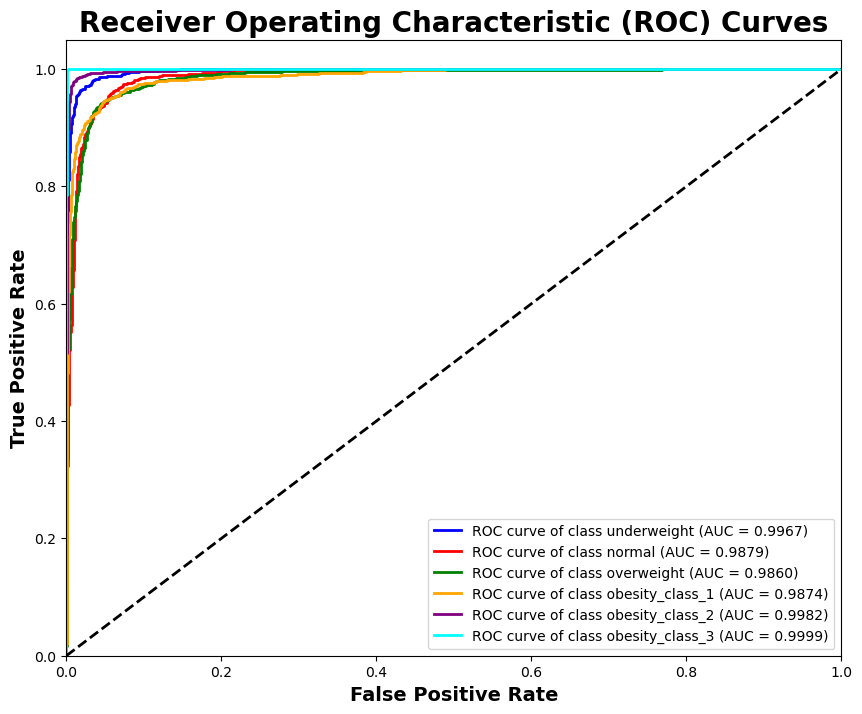 Receiver Operating Characteristic (ROC) Curves
True Positive Rate
1.0
0.8
0.6
0.4
0.2
0.0
ROC curve of class underweight (AUC = 0.9967)
ROC curve of class normal (AUC = 0.9879)
ROC curve of class overweight (AUC = 0.9860)
ROC curve of class obesity_class_1 (AUC = 0.9874)
ROC curve of class obesity_class_2 (AUC = 0.9982)
ROC curve of class obesity_class_3 (AUC = 0.9999)
0.0 0.2 0.4 0.6 0.8 1.0
False Positive Rate